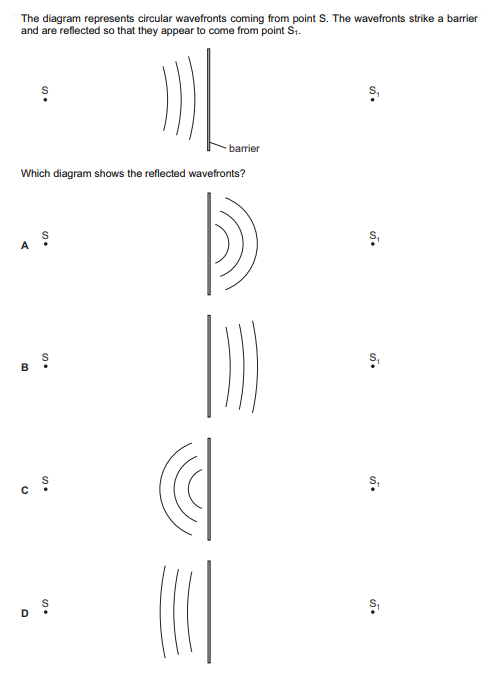 The diagram represents circular wavefronts coming from point S. The wavefronts strike a barrier
and are reflected so that they appear to come from point S₁.
S
S₁
barrier
Which diagram shows the reflected wavefronts?
A S S₁
B S S₁
C S S₁
D S S₁